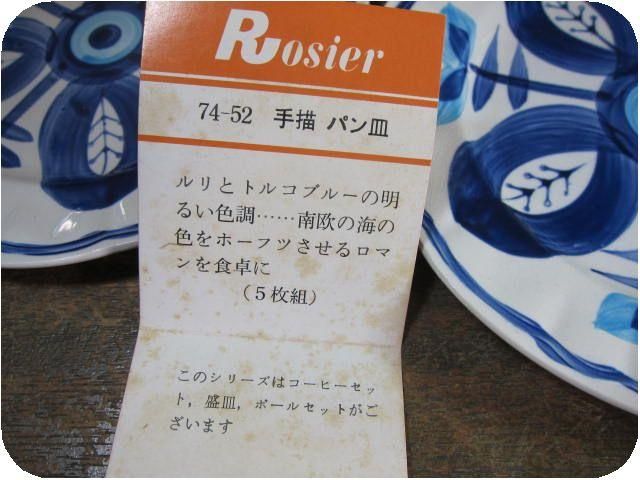 Rosier
74-52 手描 パン皿
ルリとトルコブルーの明
るい色調……南欧の海の
色をホーフツさせるロマ
ンを食卓に
(5枚組)
このシリーズはコーヒーセッ
ト,盛皿,ボールセットがご
ざいます